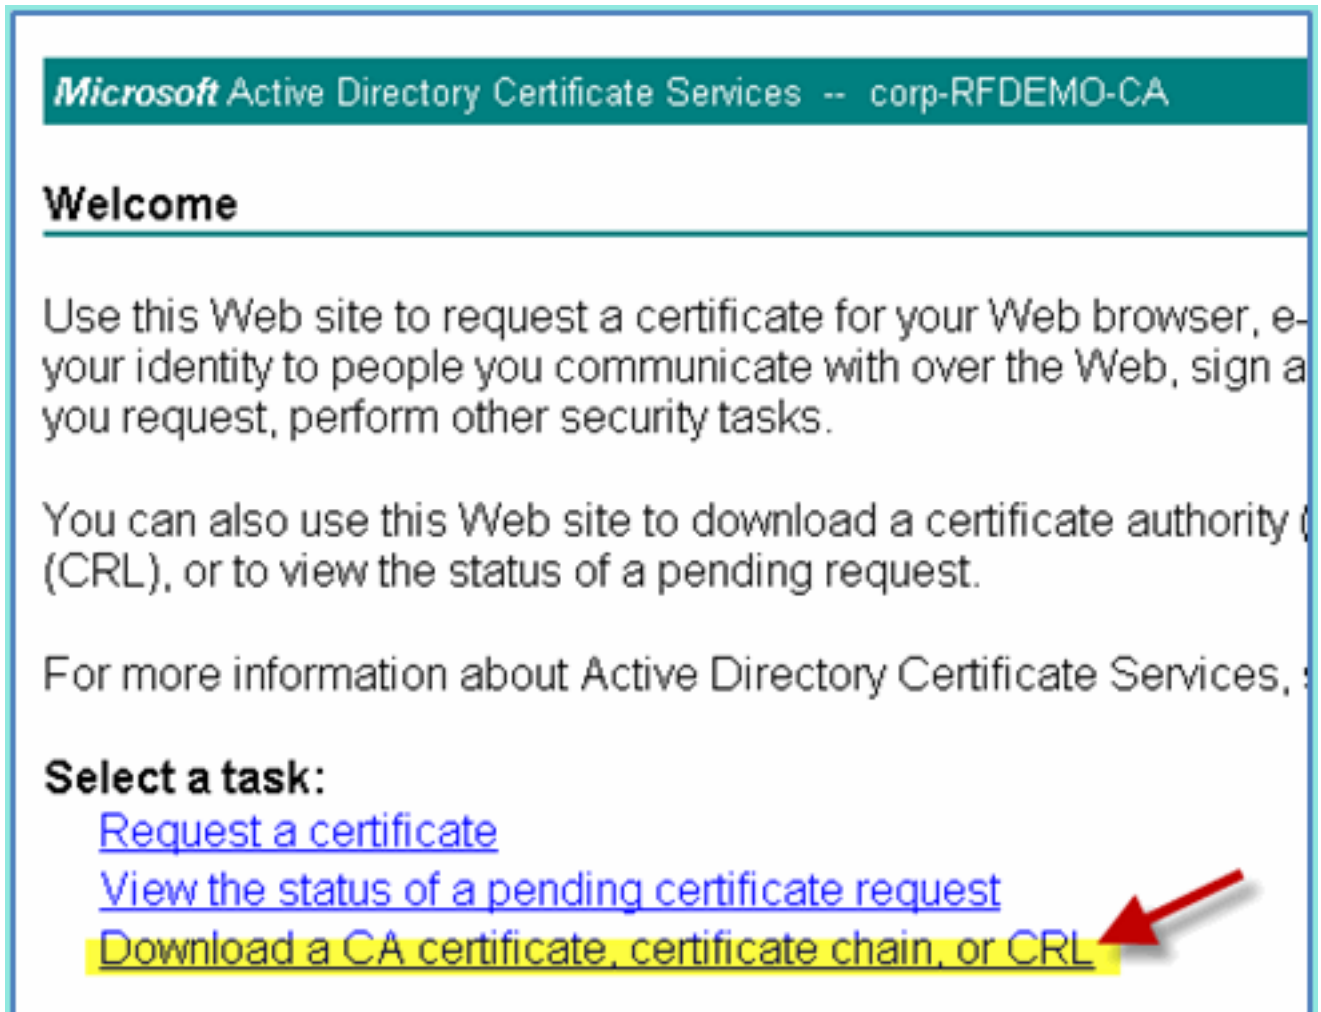 Microsoft Active Directory Certificate Services -- corp-RFDEMO-CA
Welcome
Use this Web site to request a certificate for your Web browser, e-
your identity to people you communicate with over the Web, sign a
you request, perform other security tasks.
You can also use this Web site to download a certificate authority (
(CRL), or to view the status of a pending request.
For more information about Active Directory Certificate Services,
Select a task:
Request a certificate
View the status of a pending certificate request
Download a CA certificate, certificate chain, or CRL